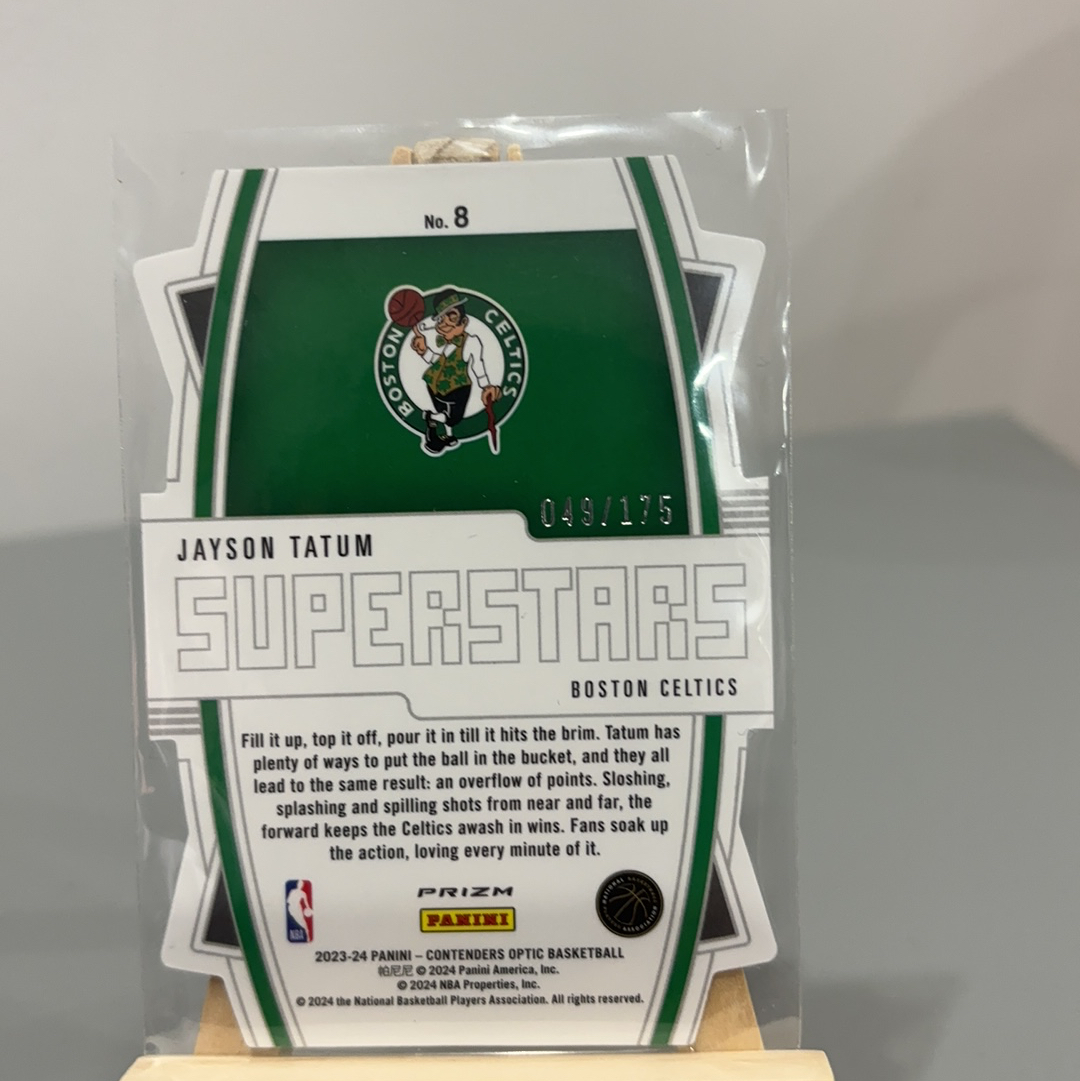 No. 8
BOSTON CELTICS
049/175
JAYSON TATUM
SUPERSTARS
BOSTON CELTICS
Fill it up, top it off, pour it in till it hits the brim. Tatum has
plenty of ways to put the ball in the bucket, and they all
lead to the same result: an overflow of points. Sloshing,
splashing and spilling shots from near and far, the
forward keeps the Celtics awash in wins. Fans soak up
the action, loving every minute of it.
PRIZM
NBA
PANINI
2023-24 PANINI – CONTENDERS OPTIC BASKETBALL
帕尼尼 © 2024 Panini America, Inc.
© 2024 NBA Properties, Inc.
© 2024 the National Basketball Players Association. All rights reserved.